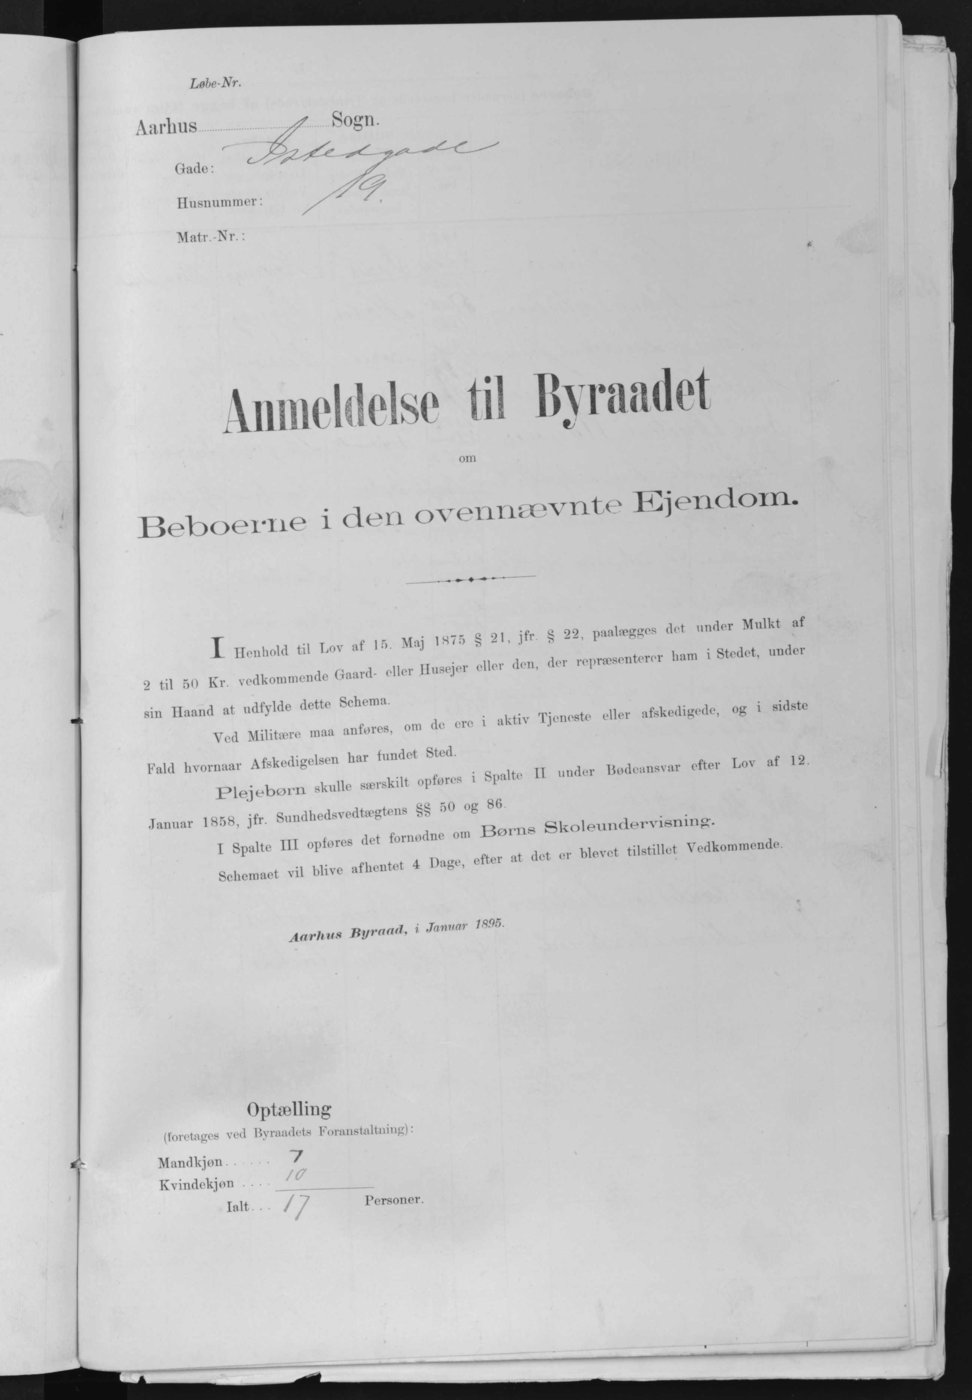 Løbe-Nr.
Aarhus Sogn.
Gade: Istedgade
Husnummer: 19.
Matr.-Nr.:
Anmeldelse til Byraadet
om
Beboerne i den ovennævnte Ejendom.
I Henhold til Lov af 15. Maj 1875 § 21, jfr. § 22, paalægges det under Mulkt af
2 til 50 Kr. vedkommende Gaard- eller Husejer eller den, der repræsenterer ham i Stedet, under
sin Haand at udfylde dette Schema.
Ved Militære maa anføres, om de ere i aktiv Tjeneste eller afskedigede, og i sidste
Fald hvornaar Afskedigelsen har fundet Sted.
Plejebørn skulle særskilt opføres i Spalte II under Bødeansvar efter Lov af 12.
Januar 1858, jfr. Sundhedsvedtægtens §§ 50 og 86.
I Spalte III opføres det fornødne om Børns Skoleundervisning.
Schemaet vil blive afhentet 4 Dage, efter at det er blevet tilstillet Vedkommende.
Aarhus Byraad, i Januar 1895.
Optælling
(foretages ved Byraadets Foranstaltning):
Mandkjøn...... 7
Kvindekjøn .... 10
Ialt... 17 Personer.